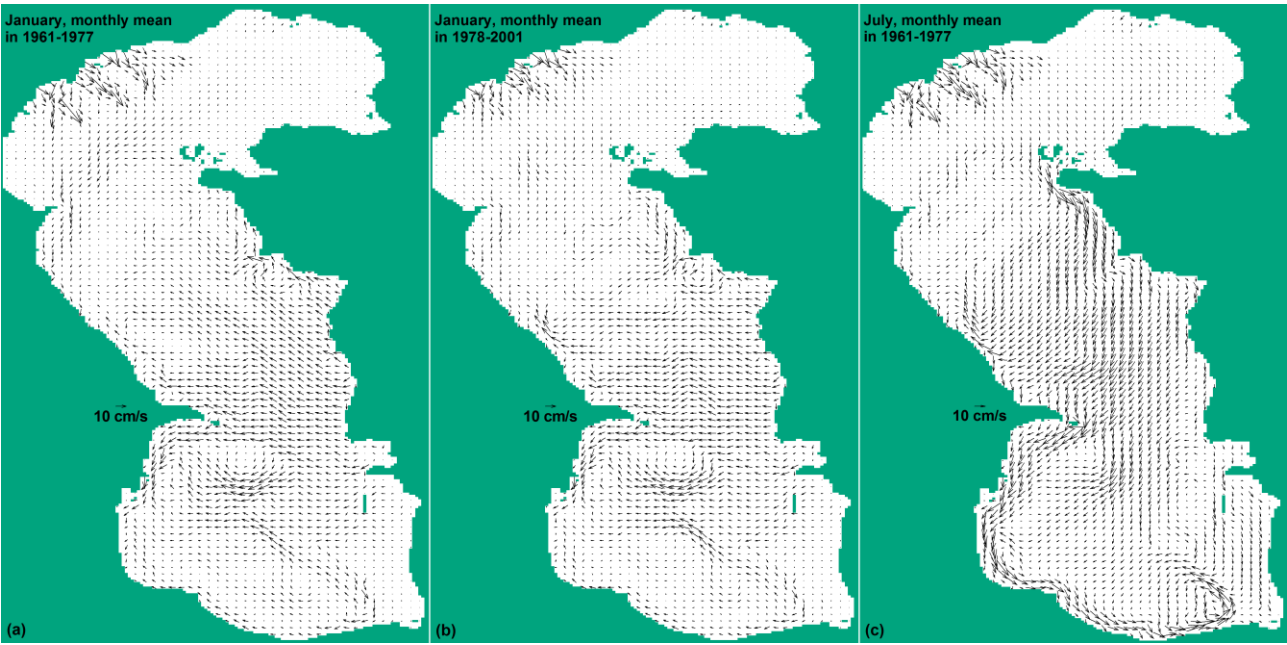 January, monthly mean
in 1961-1977
10 cm/s
(a)
January, monthly mean
in 1978-2001
10 cm/s
(b)
July, monthly mean
in 1961-1977
10 cm/s
(c)